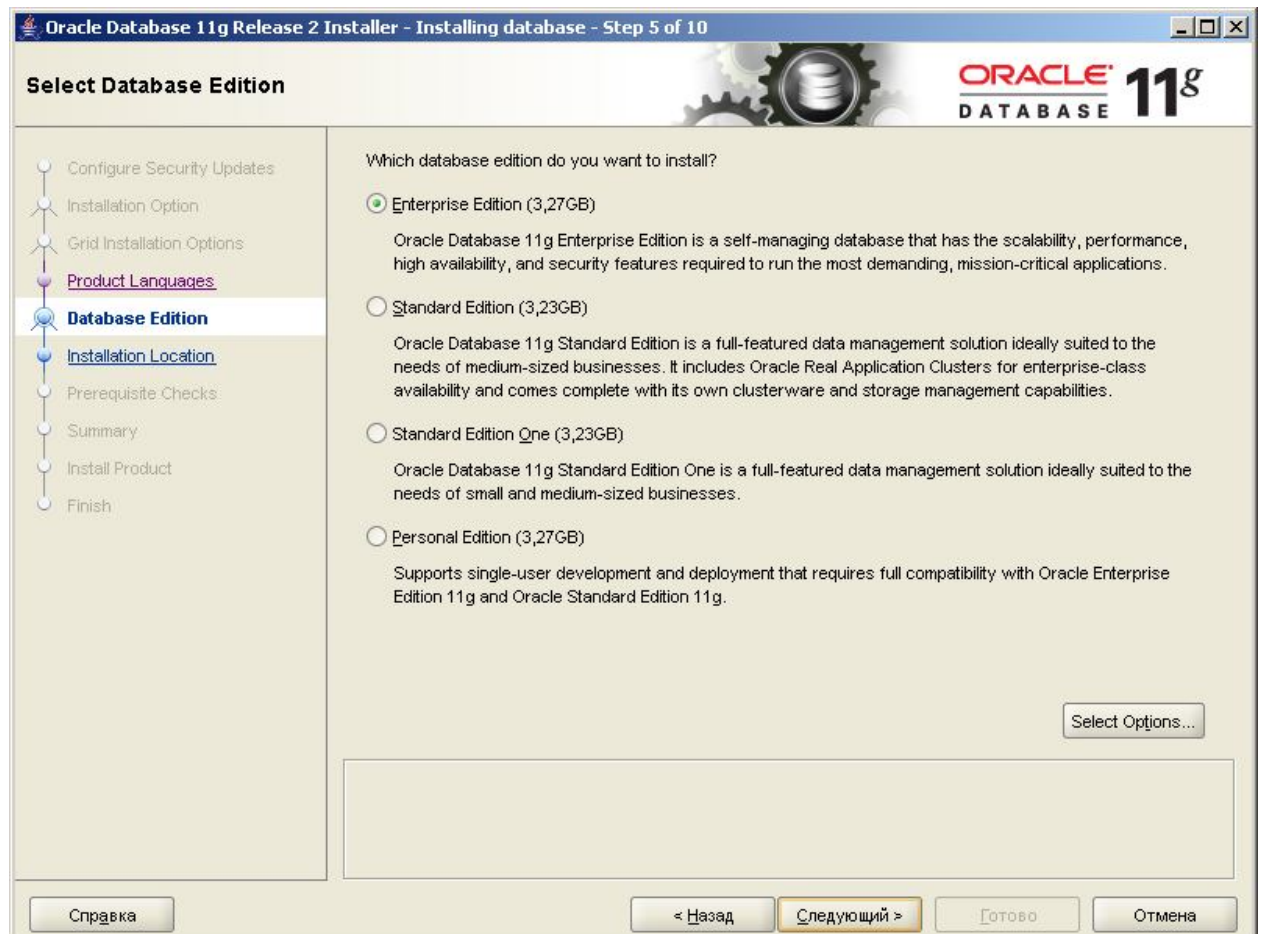 Oracle Database 11g Release 2 Installer - Installing database - Step 5 of 10
Select Database Edition
ORACLE
DATABASE
11g
Configure Security Updates
Installation Option
Grid Installation Options
Product Languages
Database Edition
Installation Location
Prerequisite Checks
Summary
Install Product
Finish
Which database edition do you want to install?
Enterprise Edition (3,27GB)
Oracle Database 11g Enterprise Edition is a self-managing database that has the scalability, performance,
high availability, and security features required to run the most demanding, mission-critical applications.
Standard Edition (3,23GB)
Oracle Database 11g Standard Edition is a full-featured data management solution ideally suited to the
needs of medium-sized businesses. It includes Oracle Real Application Clusters for enterprise-class
availability and comes complete with its own clusterware and storage management capabilities.
Standard Edition One (3,23GB)
Oracle Database 11g Standard Edition One is a full-featured data management solution ideally suited to the
needs of small and medium-sized businesses.
Personal Edition (3,27GB)
Supports single-user development and deployment that requires full compatibility with Oracle Enterprise
Edition 11g and Oracle Standard Edition 11g.
Select Options...
Справка
< Назад
Следующий >
Готово
Отмена